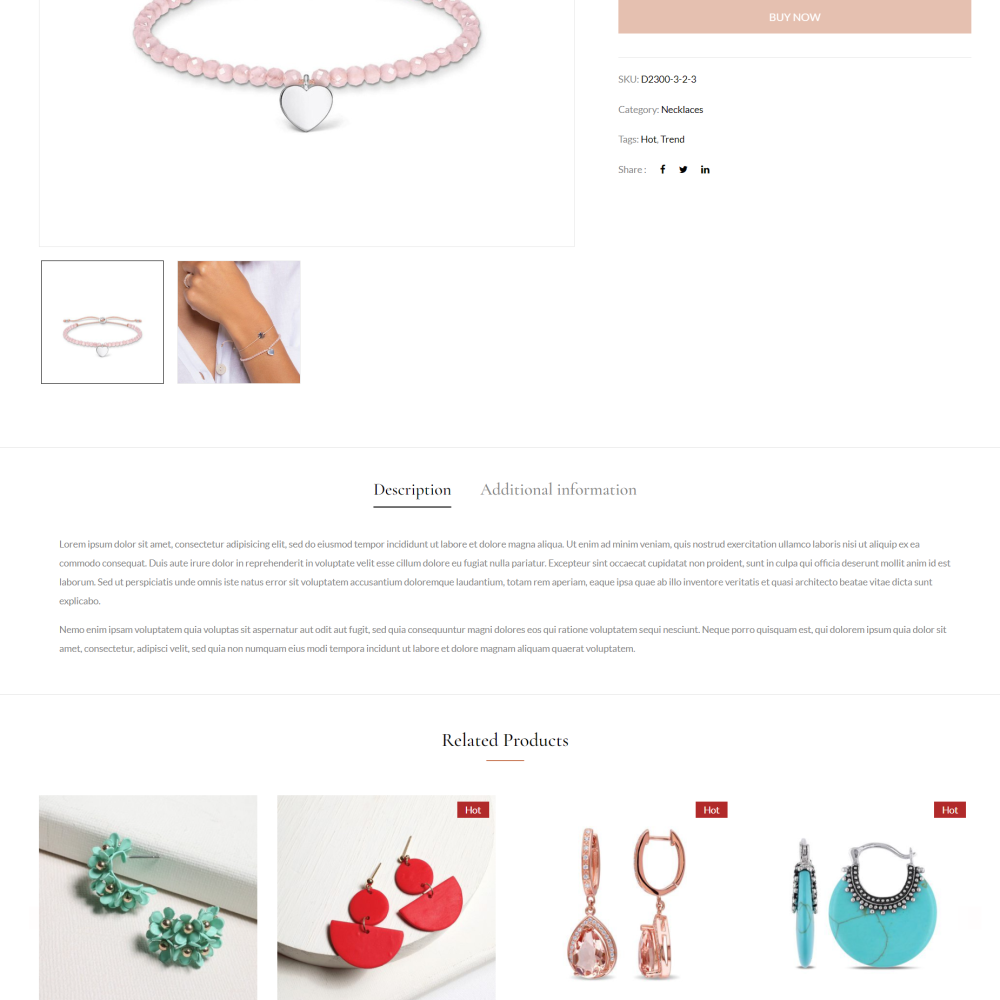 BUY NOW
SKU: D2300-3-2-3
Category: Necklaces
Tags: Hot, Trend
Share :
Description
Additional information
Lorem ipsum dolor sit amet, consectetur adipisicing elit, sed do eiusmod tempor incididunt ut labore et dolore magna aliqua. Ut enim ad minim veniam, quis nostrud exercitation ullamco laboris nisi ut aliquip ex ea
commodo consequat. Duis aute irure dolor in reprehenderit in voluptate velit esse cillum dolore eu fugiat nulla pariatur. Excepteur sint occaecat cupidatat non proident, sunt in culpa qui officia deserunt mollit anim id est
laborum. Sed ut perspiciatis unde omnis iste natus error sit voluptatem accusantium doloremque laudantium, totam rem aperiam, eaque ipsa quae ab illo inventore veritatis et quasi architecto beatae vitae dicta sunt
explicabo.
Nemo enim ipsam voluptatem quia voluptas sit aspernatur aut odit aut fugit, sed quia consequuntur magni dolores eos qui ratione voluptatem sequi nesciunt. Neque porro quisquam est, qui dolorem ipsum quia dolor sit
amet, consectetur, adipisci velit, sed quia non numquam eius modi tempora incidunt ut labore et dolore magnam aliquam quaerat voluptatem.
Related Products
Hot
Hot
Hot